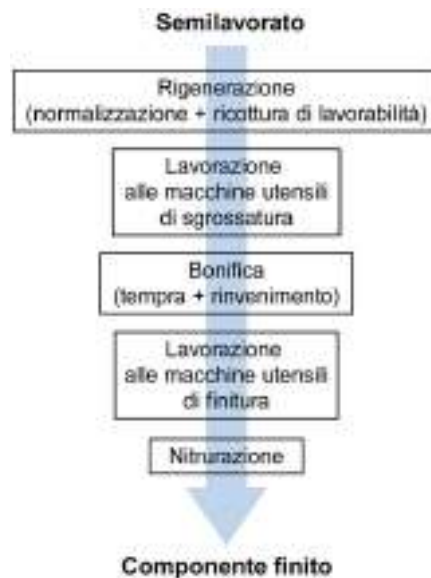 Semilavorato
Rigenerazione
(normalizzazione + ricottura di lavorabilità)
Lavorazione
alle macchine utensili
di sgrossatura
Bonifica
(tempra + rinvenimento)
Lavorazione
alle macchine utensili
di finitura
Nitrurazione
Componente finito